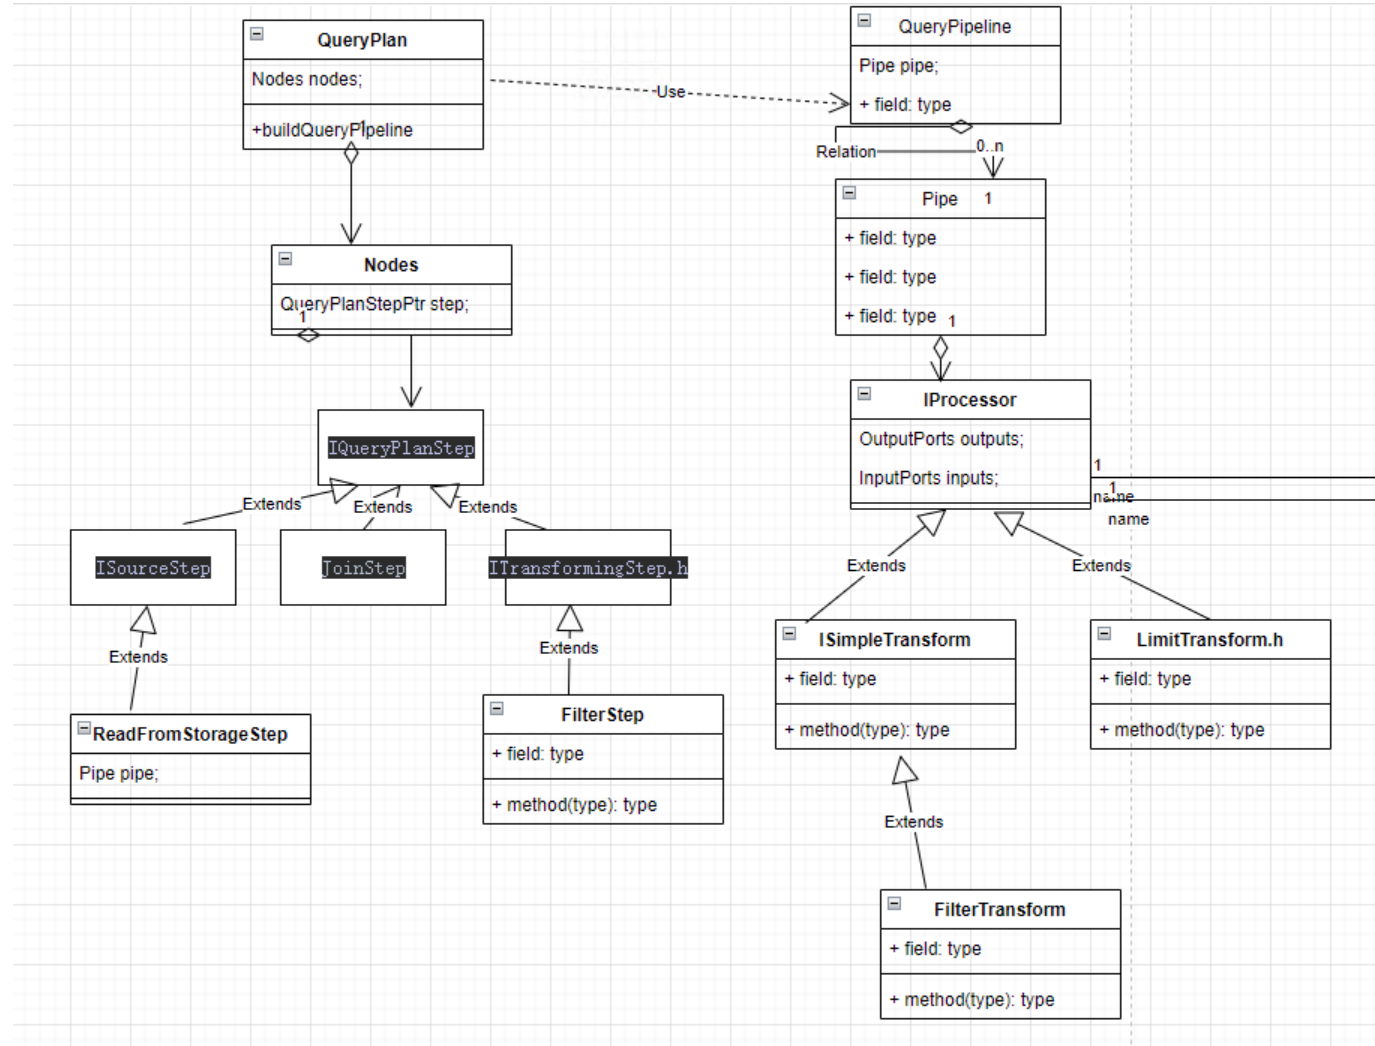 QueryPlan
Nodes nodes;
+buildQueryPipeline
1
Use
QueryPipeline
Pipe pipe;
+ field: type
Relation
0..n
Pipe
1
+ field: type
+ field: type
+ field: type
1
Nodes
QueryPlanStepPtr step;
1
IProcessor
OutputPorts outputs;
InputPorts inputs;
1
name
1
name
IQueryPlanStep
Extends
Extends
Extends
ISourceStep
JoinStep
ITransformingStep.h
Extends
Extends
Extends
Extends
ReadFromStorageStep
Pipe pipe;
FilterStep
+ field: type
+ method(type): type
ISimpleTransform
+ field: type
+ method(type): type
LimitTransform.h
+ field: type
+ method(type): type
Extends
FilterTransform
+ field: type
+ method(type): type